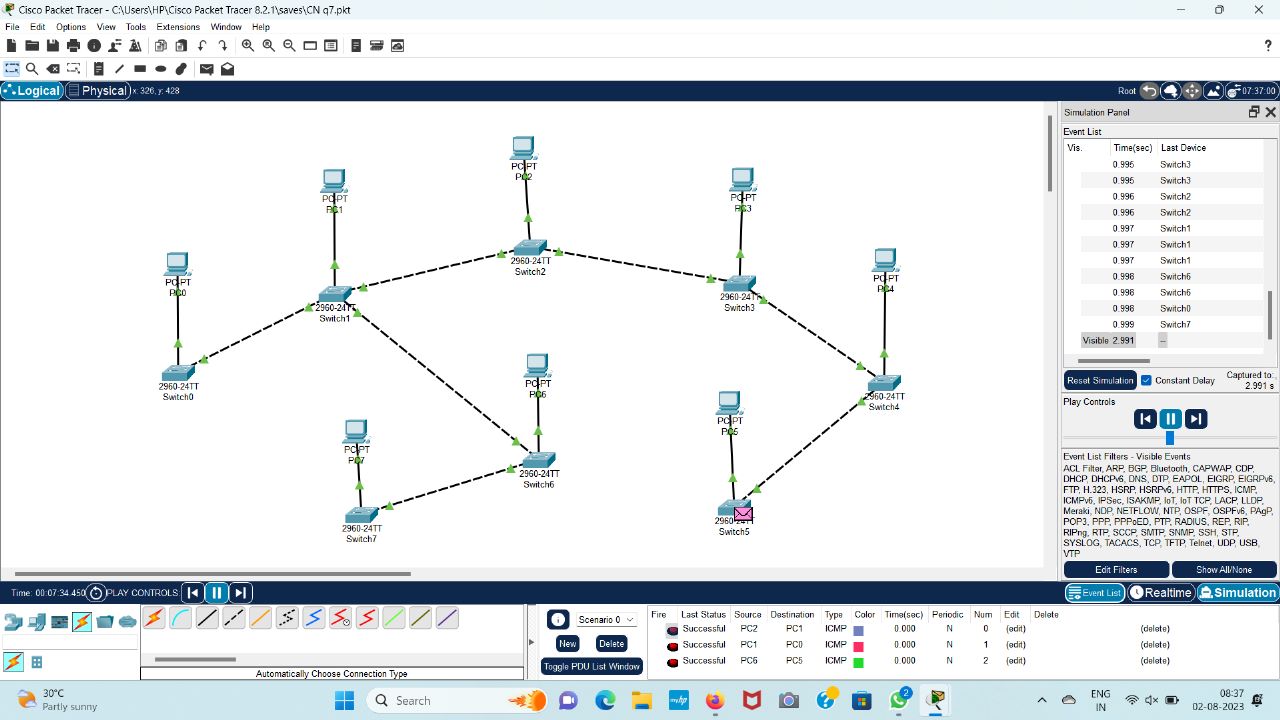 Cisco Packet Tracer - C:\Users\HP\Cisco Packet Tracer 8.2.1\saves\CN q7.pkt
File Edit Options View Tools Extensions Window Help
Logical Physical x: 326, y: 428
Root 07:37:00
PC-PT
PC0
PC-PT
PC1
PC-PT
PC2
PC-PT
PC3
PC-PT
PC4
2960-24TT
Switch0
2960-24TT
Switch1
2960-24TT
Switch2
2960-24TT
Switch3
2960-24TT
Switch4
PC-PT
PC7
PC-PT
PC6
PC-PT
PC5
2960-24TT
Switch7
2960-24TT
Switch6
2960-24TT
Switch5
Simulation Panel
Event List
Vis. Time(sec) Last Device
0.995 Switch3
0.995 Switch3
0.996 Switch2
0.996 Switch2
0.997 Switch1
0.997 Switch1
0.997 Switch1
0.998 Switch6
0.998 Switch6
0.998 Switch0
0.999 Switch7
Visible 2.991 --
Reset Simulation Constant Delay Captured to:
2.991 s
Play Controls
Event List Filters - Visible Events
ACL Filter, ARP, BGP, Bluetooth, CAPWAP, CDP,
DHCP, DHCPv6, DNS, DTP, EAPOL, EIGRP, EIGRPv6,
FTP, H.323, HSRP, HSRPv6, HTTP, HTTPS, ICMP,
ICMPv6, IPSec, ISAKMP, IoT, IoT TCP, LACP, LLDP,
Meraki, NDP, NETFLOW, NTP, OSPF, OSPFv6, PAgP,
POP3, PPP, PPPoED, PTP, RADIUS, REP, RIP,
RIPng, RTP, SCCP, SMTP, SNMP, SSH, STP,
SYSLOG, TACACS, TCP, TFTP, Telnet, UDP, USB,
VTP
Edit Filters Show All/None
Time: 00:07:34.450 PLAY CONTROLS:
Event List Realtime Simulation
Automatically Choose Connection Type
Scenario 0
New Delete
Toggle PDU List Window
Fire Last Status Source Destination Type Color Time(sec) Periodic Num Edit Delete
Successful PC2 PC1 ICMP 0.000 N 0 (edit) (delete)
Successful PC1 PC0 ICMP 0.000 N 1 (edit) (delete)
Successful PC6 PC5 ICMP 0.000 N 2 (edit) (delete)
30°C
Partly sunny
Search
2
ENG
IN
08:37
02-08-2023